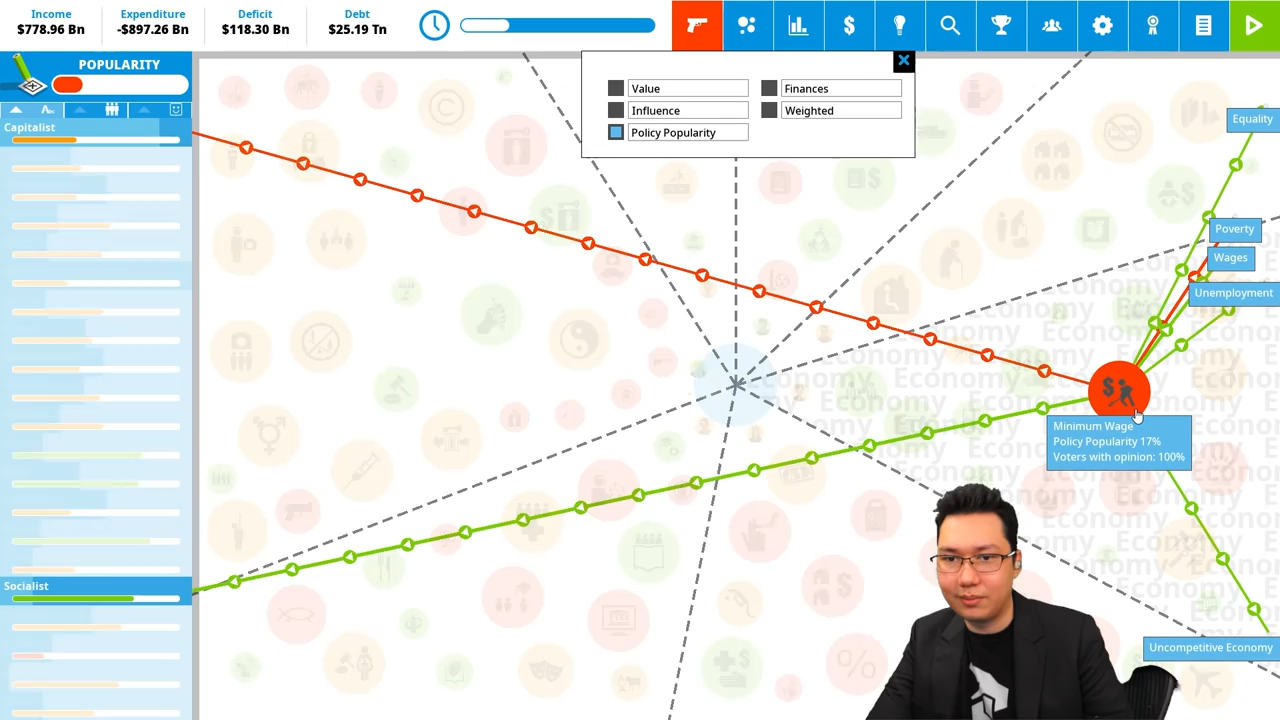 Income
$778.96 Bn
Expenditure
-$897.26 Bn
Deficit
$118.30 Bn
Debt
$25.19 Tn
POPULARITY
Capitalist
Socialist
Value
Finances
Influence
Weighted
Policy Popularity
Equality
Poverty
Wages
Unemployment
Minimum Wage
Policy Popularity 17%
Voters with opinion: 100%
Uncompetitive Economy
Economy